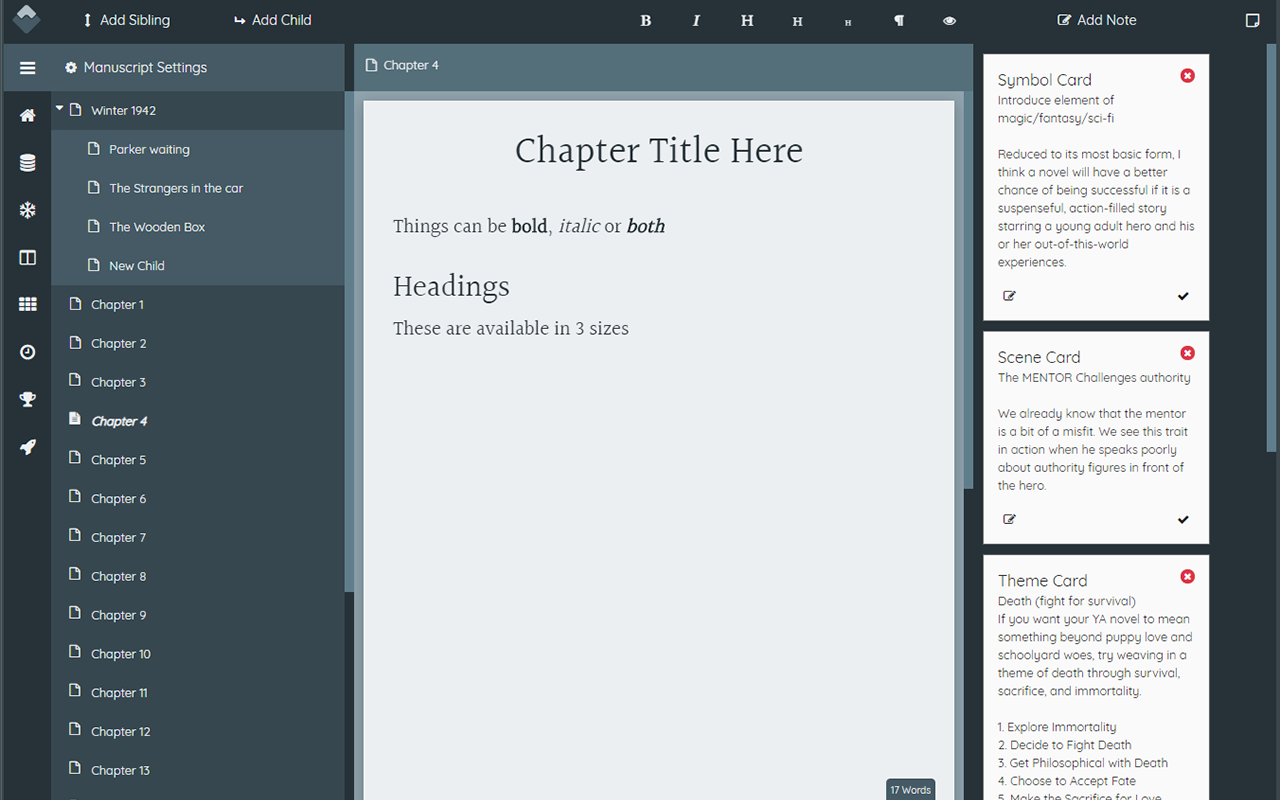 Add Sibling
Add Child
B I H H H ¶
Add Note
Manuscript Settings
Winter 1942
Parker waiting
The Strangers in the car
The Wooden Box
New Child
Chapter 1
Chapter 2
Chapter 3
Chapter 4
Chapter 5
Chapter 6
Chapter 7
Chapter 8
Chapter 9
Chapter 10
Chapter 11
Chapter 12
Chapter 13
Chapter 4
Chapter Title Here
Things can be bold, italic or both
Headings
These are available in 3 sizes
17 Words
Symbol Card
Introduce element of
magic/fantasy/sci-fi
Reduced to its most basic form, I
think a novel will have a better
chance of being successful if it is a
suspenseful, action-filled story
starring a young adult hero and his
or her out-of-this-world
experiences.
Scene Card
The MENTOR Challenges authority
We already know that the mentor
is a bit of a misfit. We see this trait
in action when he speaks poorly
about authority figures in front of
the hero.
Theme Card
Death (fight for survival)
If you want your YA novel to mean
something beyond puppy love and
schoolyard woes, try weaving in a
theme of death through survival,
sacrifice, and immortality.
1. Explore Immortality
2. Decide to Fight Death
3. Get Philosophical with Death
4. Choose to Accept Fate
5. Make the Sacrifice for Love